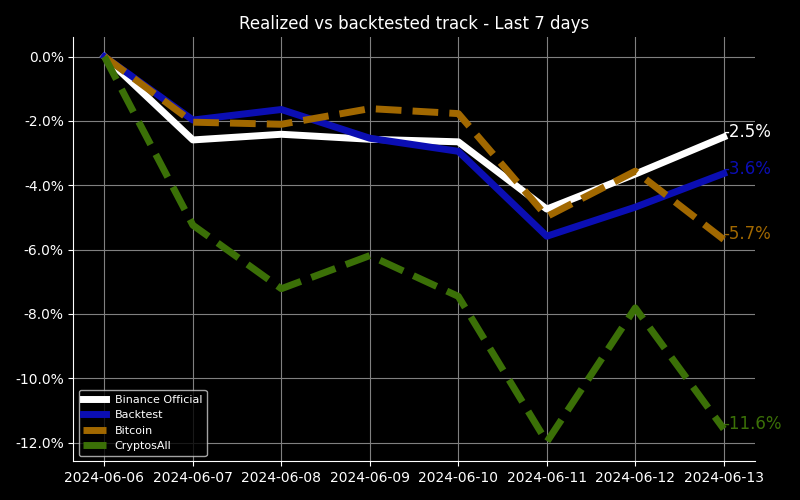 Realized vs backtested track - Last 7 days
0.0%
-2.0%
-4.0%
-6.0%
-8.0%
-10.0%
-12.0%
-2.5%
-3.6%
-5.7%
-11.6%
Binance Official
Backtest
Bitcoin
CryptosAll
2024-06-06 2024-06-07 2024-06-08 2024-06-09 2024-06-10 2024-06-11 2024-06-12 2024-06-13